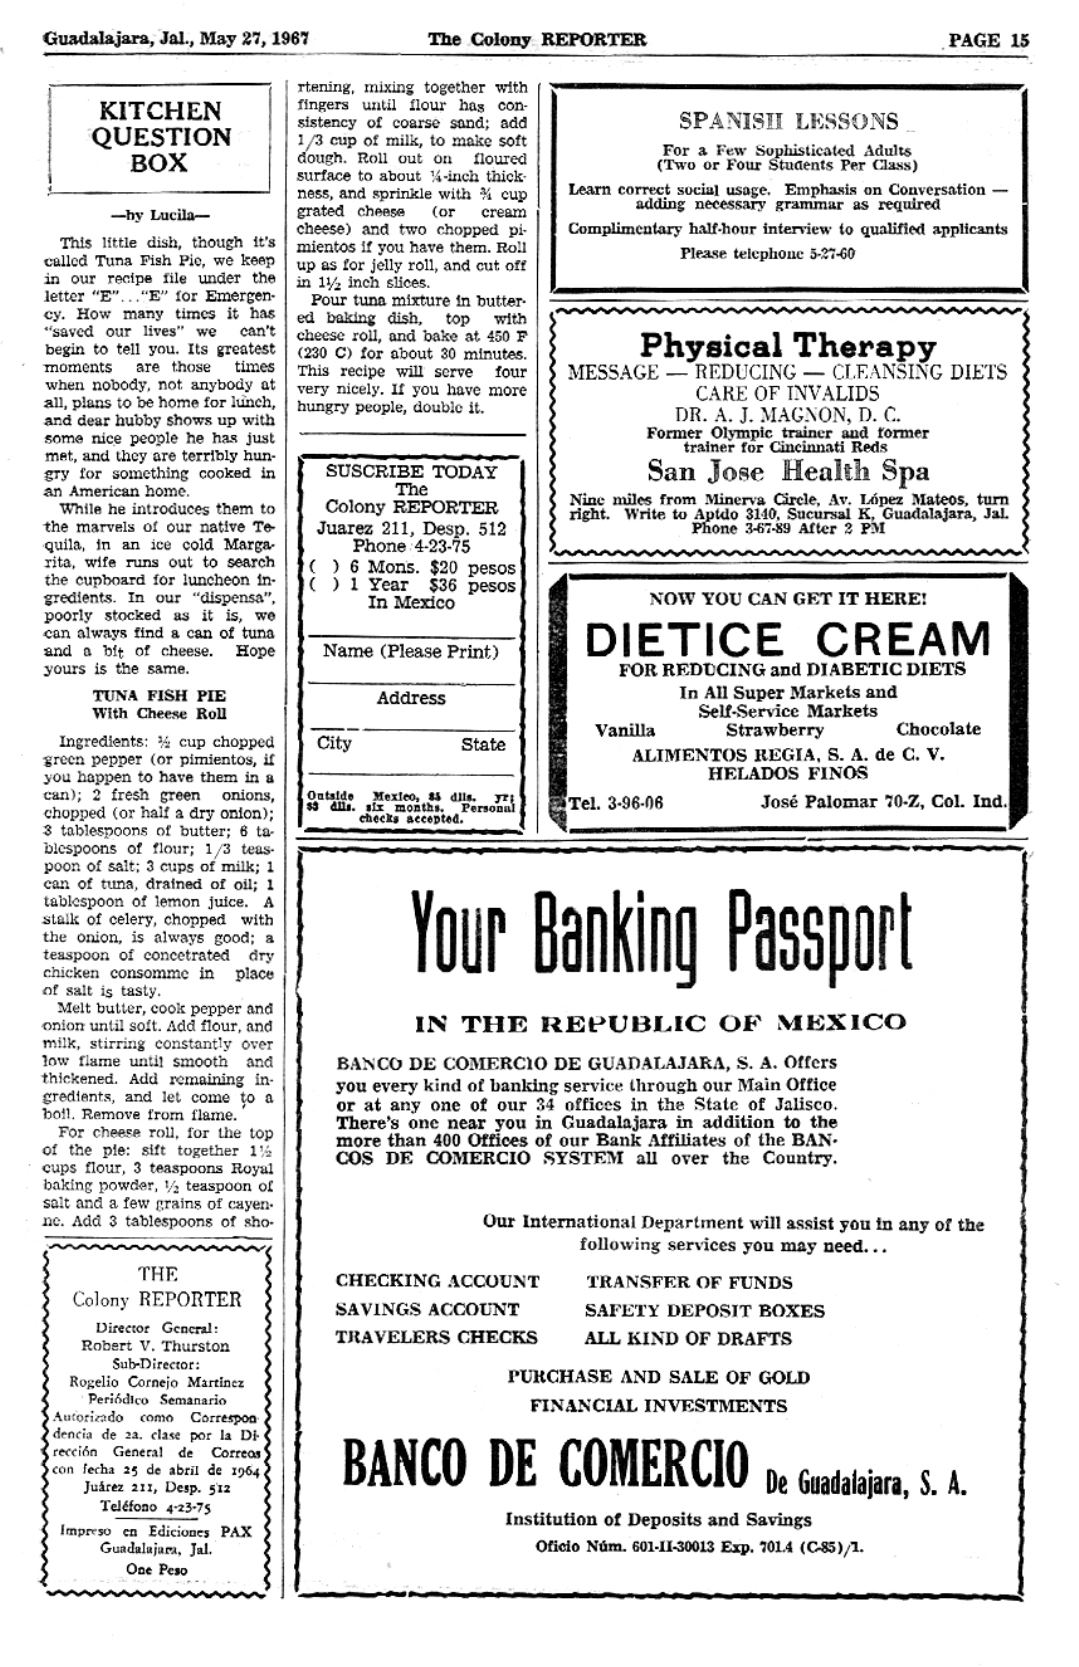 Guadalajara, Jal., May 27, 1967
The Colony REPORTER
PAGE 15
KITCHEN
QUESTION
BOX
—by Lucila—
This little dish, though it's
called Tuna Fish Pie, we keep
in our recipe file under the
letter "E"..."E" for Emergen-
cy. How many times it has
"saved our lives" we can't
begin to tell you. Its greatest
moments are those times
when nobody, not anybody at
all, plans to be home for lunch,
and dear hubby shows up with
some nice people he has just
met, and they are terribly hun-
gry for something cooked in
an American home.
While he introduces them to
the marvels of our native Te-
quila, in an ice cold Marga-
rita, wife runs out to search
the cupboard for luncheon in-
gredients. In our "dispensa",
poorly stocked as it is, we
can always find a can of tuna
and a bit of cheese. Hope
yours is the same.
TUNA FISH PIE
With Cheese Roll
Ingredients: cup chopped
green pepper (or pimientos, if
you happen to have them in a
can); 2 fresh green onions,
chopped (or half a dry onion);
3 tablespoons of butter; 6 ta-
blespoons of flour; 1/3 teas-
poon of salt; 3 cups of milk; 1
can of tuna, drained of oil; 1
tablespoon of lemon juice. A
stalk of celery, chopped with
the onion, is always good; a
teaspoon of concetrated dry
chicken consomme in place
of salt is tasty.
Melt butter, cook pepper and
onion until soft. Add flour, and
milk, stirring constantly over
low flame until smooth and
thickened. Add remaining in-
gredients, and let come to a
boil. Remove from flame.
For cheese roll, for the top
of the pie: sift together 1½
cups flour, 3 teaspoons Royal
baking powder, ½ teaspoon of
salt and a few grains of cayen-
ne. Add 3 tablespoons of sho-
rtening, mixing together with
fingers until flour has con-
sistency of coarse sand; add
1/3 cup of milk, to make soft
dough. Roll out on floured
surface to about ¼-inch thick-
ness, and sprinkle with ¾ cup
grated cheese (or cream
cheese) and two chopped pi-
mientos if you have them. Roll
up as for jelly roll, and cut off
in 1½ inch slices.
Pour tuna mixture in butter-
ed baking dish, top with
cheese roll, and bake at 450 F
(230 C) for about 30 minutes.
This recipe will serve four
very nicely. If you have more
hungry people, double it.
THE
Colony REPORTER
Director General:
Robert V. Thurston
Sub-Director:
Rogelio Cornejo Martínez
Periódico Semanario
Autorizado como Correspon-
dencia de 2a. clase por la Di-
rección General de Correos
con fecha 25 de abril de 1964
Juárez 211, Desp. 512
Teléfono 4-23-75
Impreso en Ediciones PAX
Guadalajara, Jal.
One Peso
SUSCRIBE TODAY
The
Colony REPORTER
Juarez 211, Desp. 512
Phone 4-23-75
( ) 6 Mons. $20 pesos
( ) 1 Year $36 pesos
In Mexico
Name (Please Print)
Address
City State
Outside Mexico, $5 dlls. yr;
$3 dlls. six months. Personal
checks accepted.
SPANISH LESSONS
For a Few Sophisticated Adults
(Two or Four Students Per Class)
Learn correct social usage. Emphasis on Conversation —
adding necessary grammar as required
Complimentary half-hour interview to qualified applicants
Please telephone 5-27-60
Physical Therapy
MESSAGE — REDUCING — CLEANSING DIETS
CARE OF INVALIDS
DR. A. J. MAGNON, D. C.
Former Olympic trainer and former
trainer for Cincinnati Reds
San Jose Health Spa
Nine miles from Minerva Circle, Av. López Mateos, turn
right. Write to Aptdo 3140, Sucursal K, Guadalajara, Jal.
Phone 3-67-89 After 2 PM
NOW YOU CAN GET IT HERE!
DIETICE CREAM
FOR REDUCING and DIABETIC DIETS
In All Super Markets and
Self-Service Markets
Vanilla Strawberry Chocolate
ALIMENTOS REGIA, S. A. de C. V.
HELADOS FINOS
Tel. 3-96-06 José Palomar 70-Z, Col. Ind.
Your Banking Passport
IN THE REPUBLIC OF MEXICO
BANCO DE COMERCIO DE GUADALAJARA, S. A. Offers
you every kind of banking service through our Main Office
or at any one of our 34 offices in the State of Jalisco.
There's one near you in Guadalajara in addition to the
more than 400 Offices of our Bank Affiliates of the BAN-
COS DE COMERCIO SYSTEM all over the Country.
Our International Department will assist you in any of the
following services you may need...
CHECKING ACCOUNT TRANSFER OF FUNDS
SAVINGS ACCOUNT SAFETY DEPOSIT BOXES
TRAVELERS CHECKS ALL KIND OF DRAFTS
PURCHASE AND SALE OF GOLD
FINANCIAL INVESTMENTS
BANCO DE COMERCIO De Guadalajara, S. A.
Institution of Deposits and Savings
Oficio Núm. 601-II-30013 Exp. 701.4 (C-85)/1.